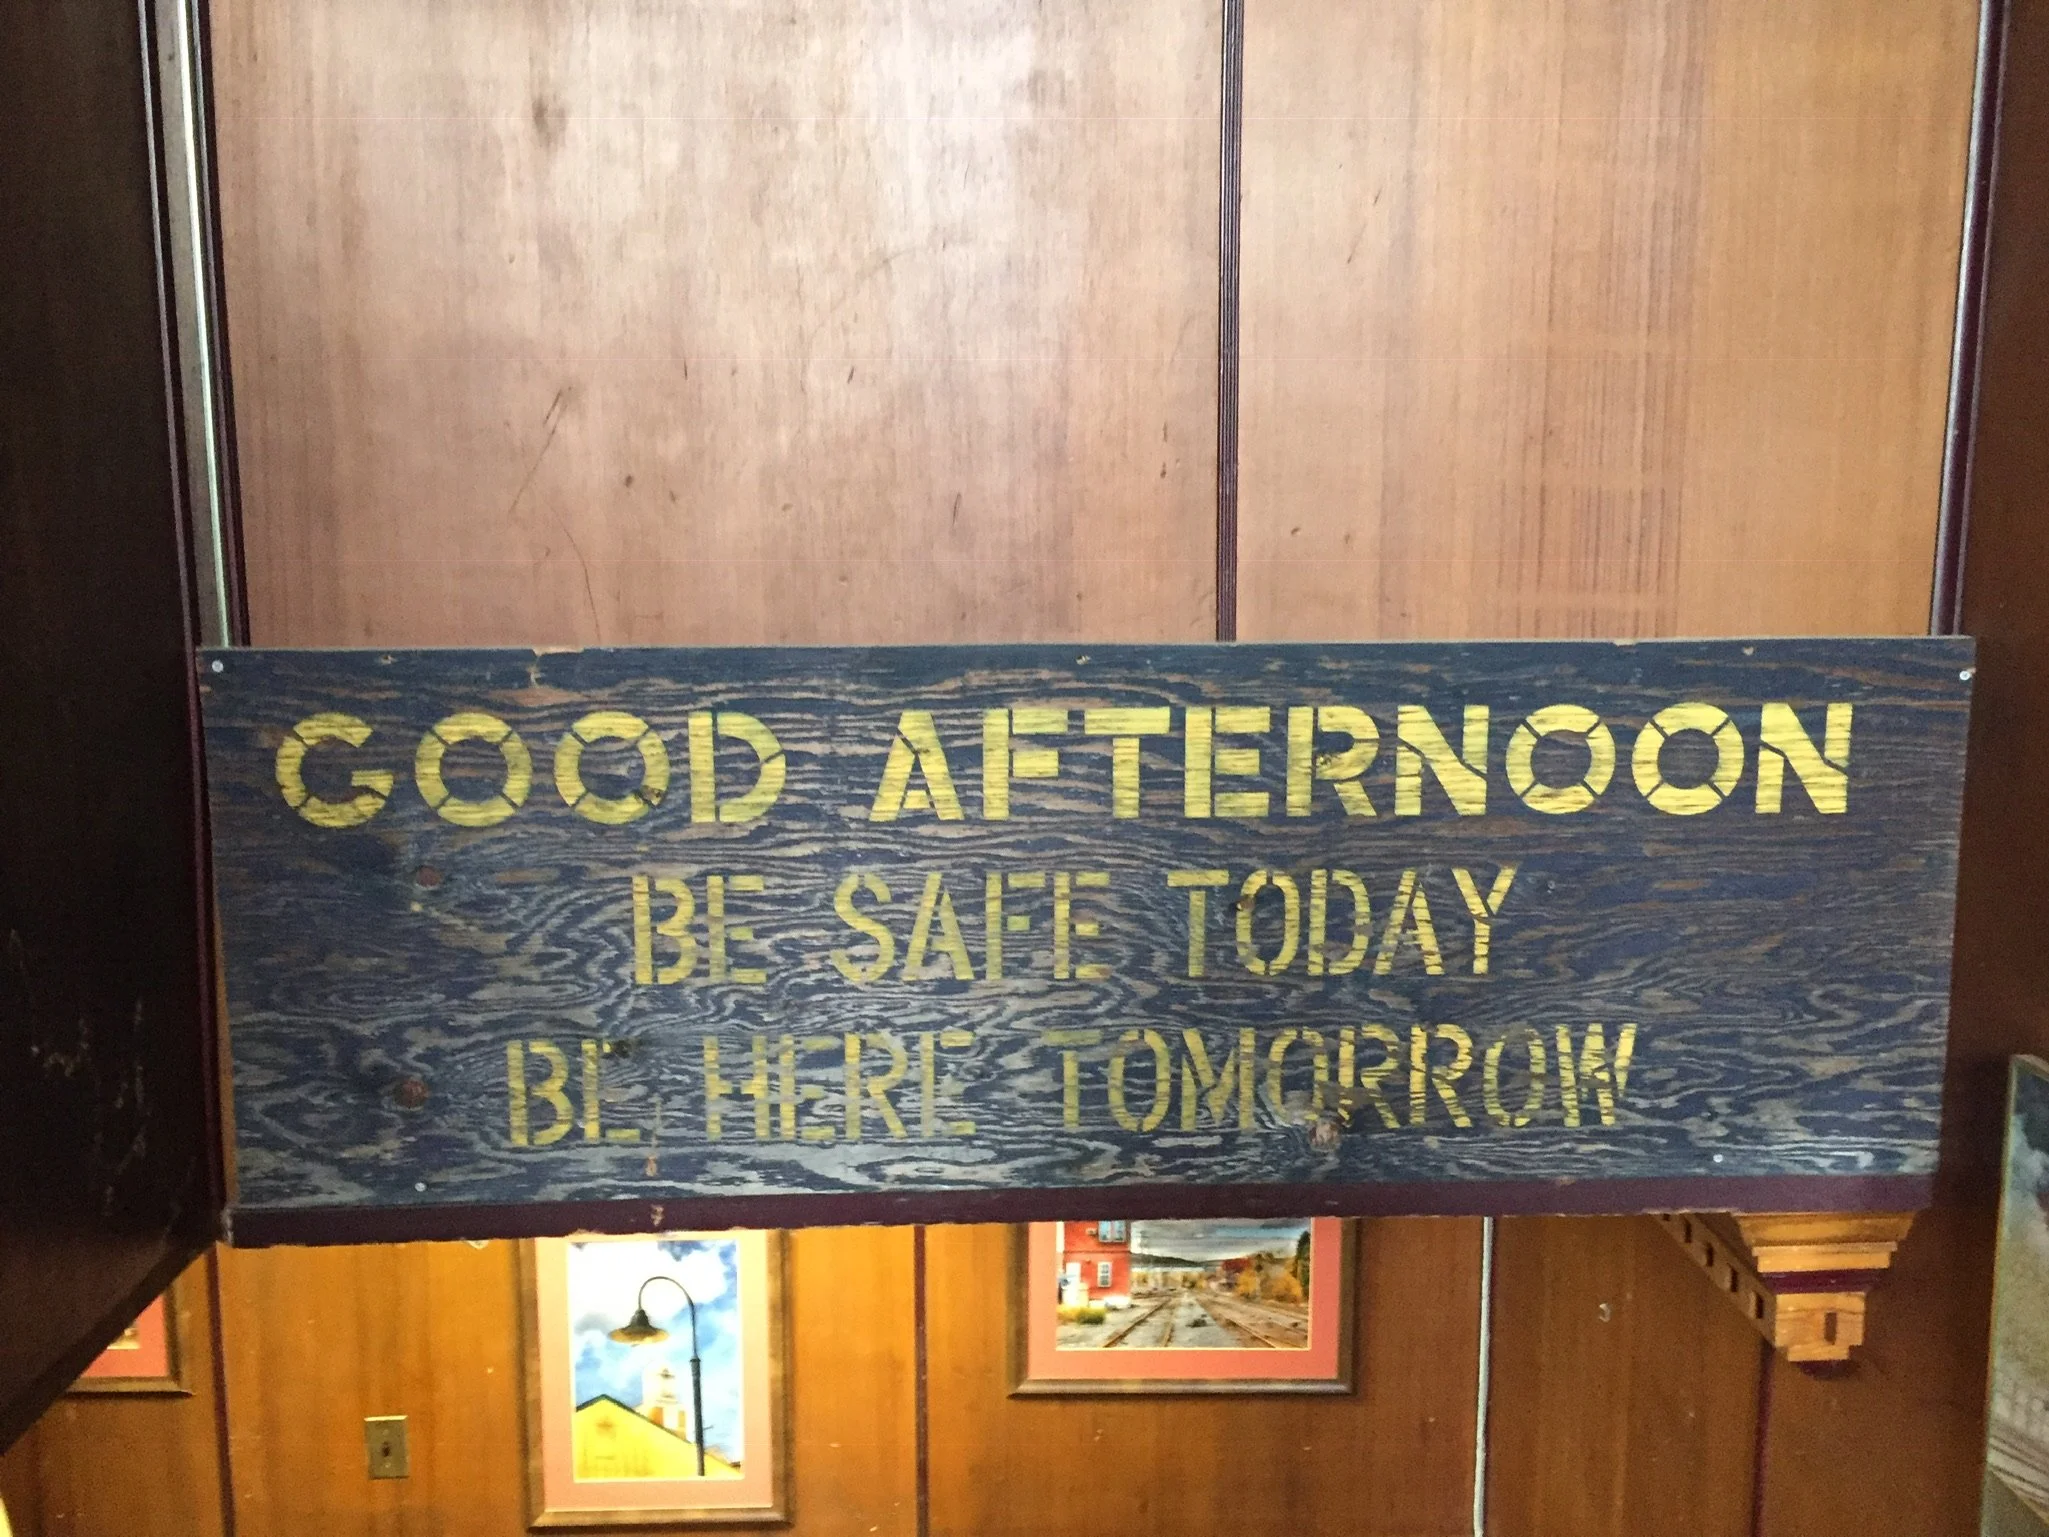 GOOD AFTERNOON
BE SAFE TODAY
BE HERE TOMORROW